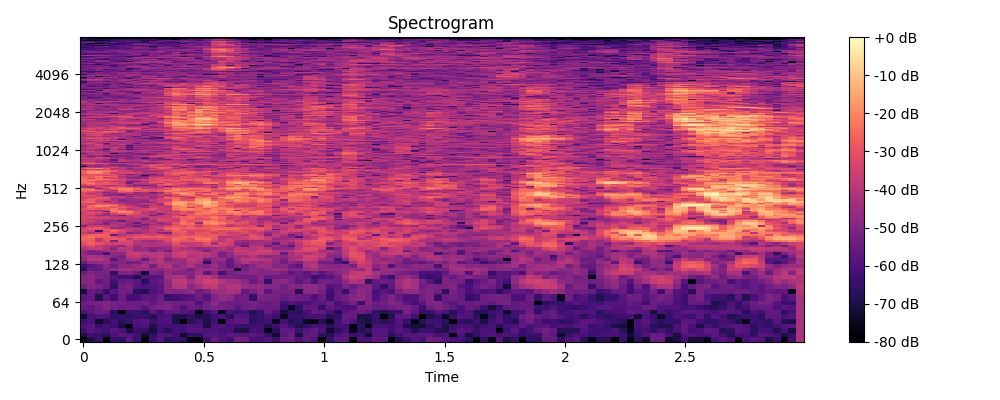 Spectrogram
Hz
4096
2048
1024
512
256
128
64
0
0
0.5
1
1.5
2
2.5
Time
+0 dB
-10 dB
-20 dB
-30 dB
-40 dB
-50 dB
-60 dB
-70 dB
-80 dB